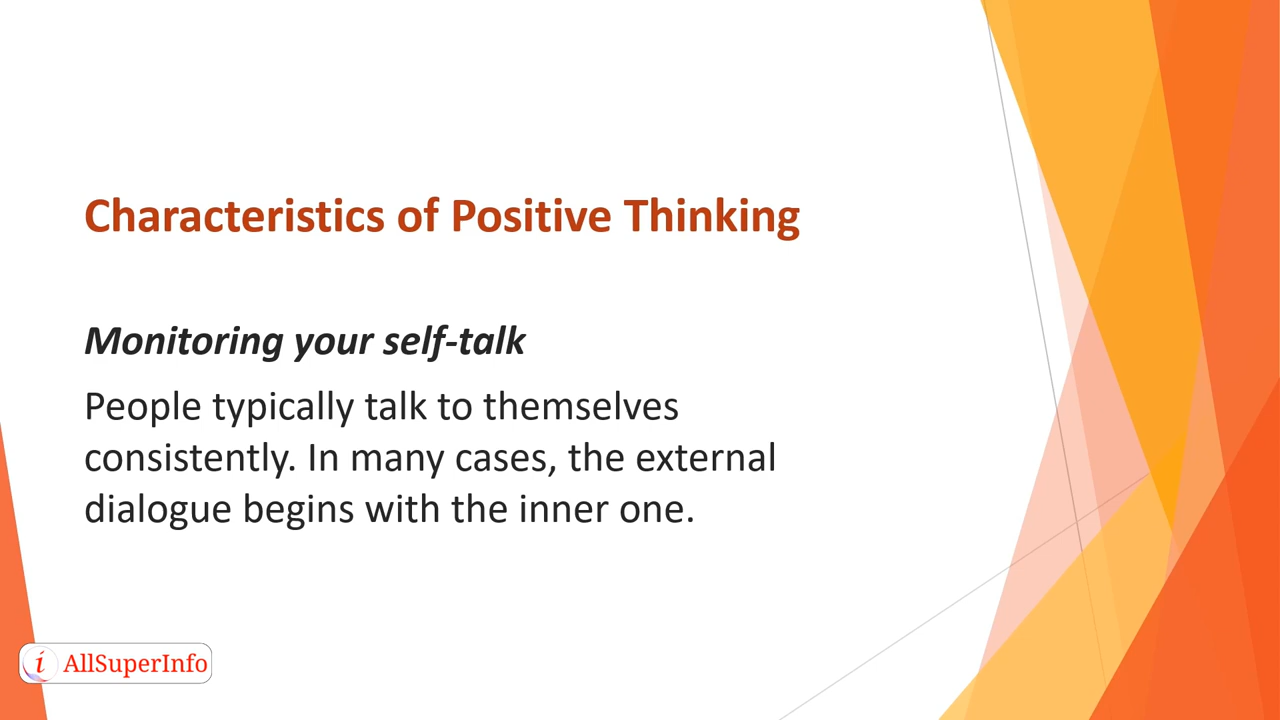 Characteristics of Positive Thinking
Monitoring your self-talk
People typically talk to themselves
consistently. In many cases, the external
dialogue begins with the inner one.
i AllSuperInfo